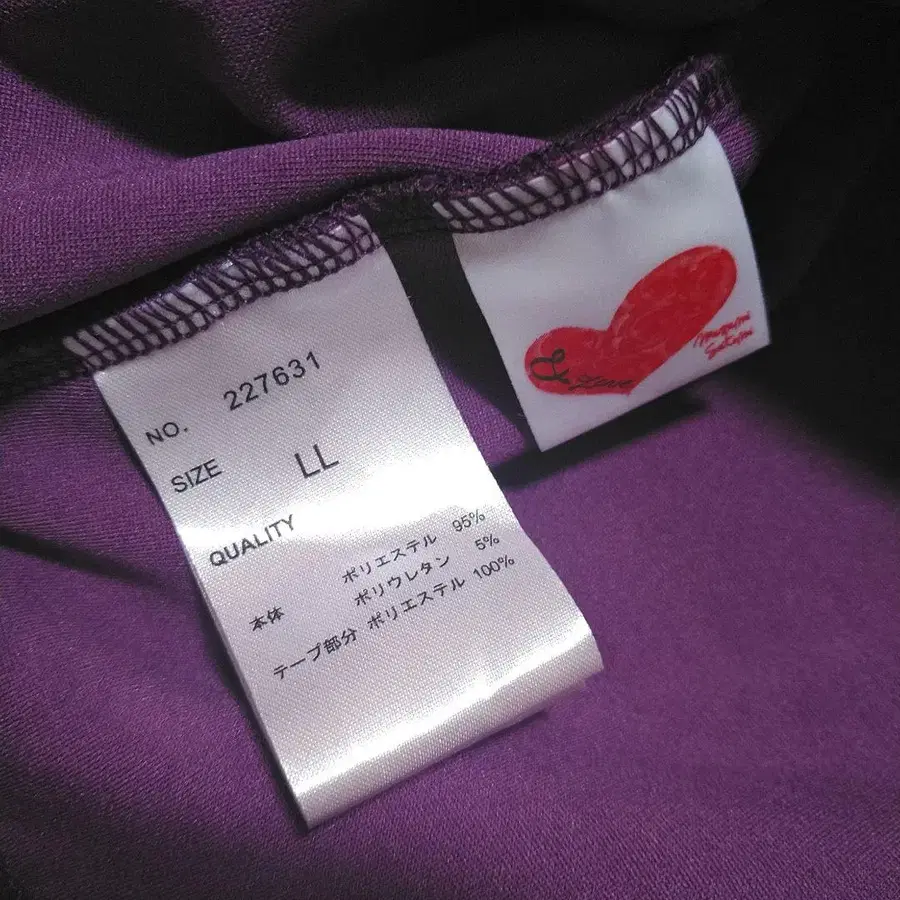 NO. 227631
SIZE LL
QUALITY
本体 ポリエステル 95%
ポリウレタン 5%
テープ部分 ポリエステル 100%
Love